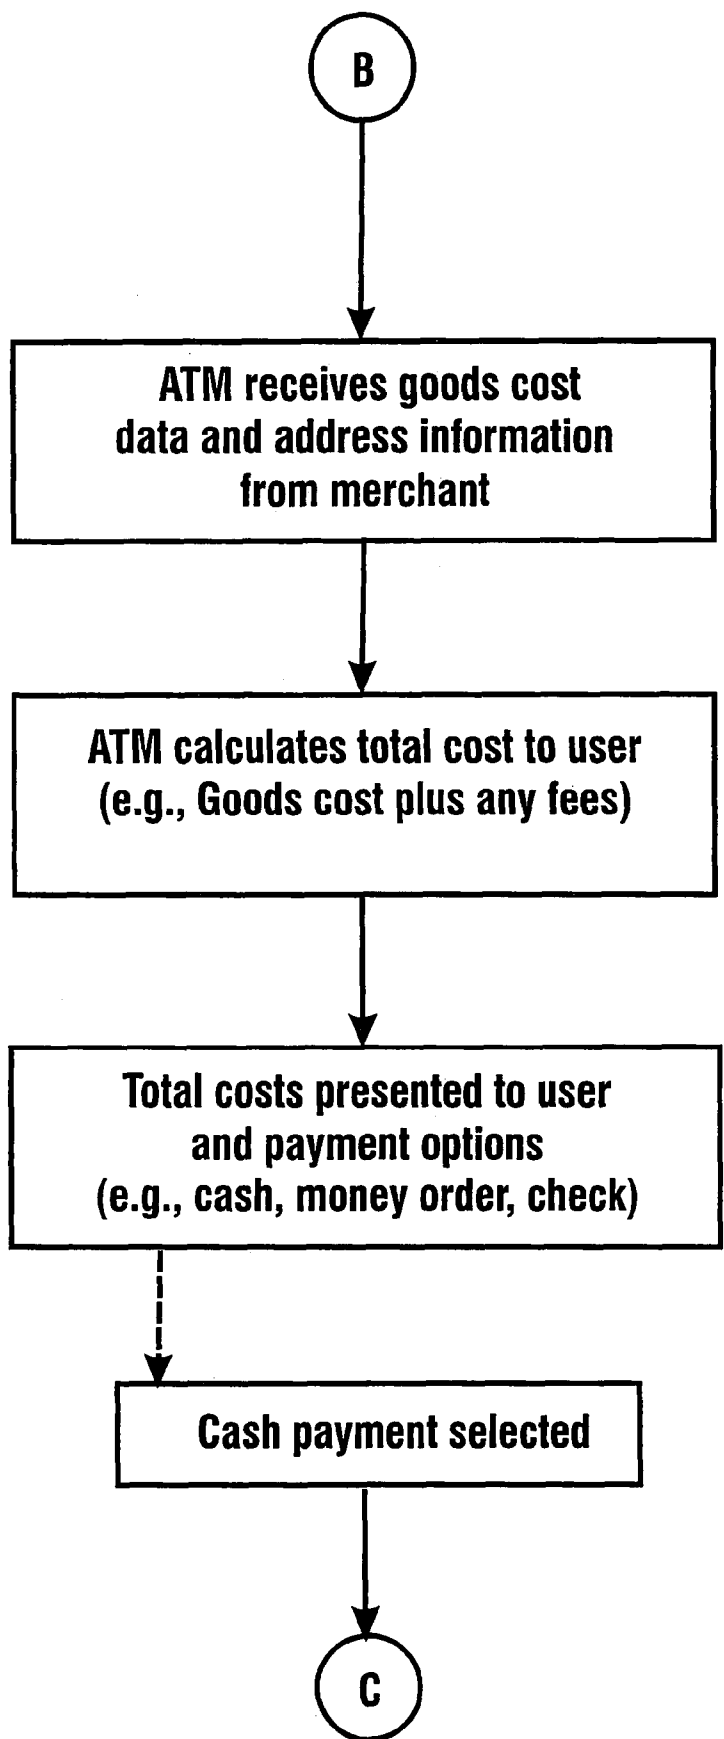 B
ATM receives goods cost
data and address information
from merchant
ATM calculates total cost to user
(e.g., Goods cost plus any fees)
Total costs presented to user
and payment options
(e.g., cash, money order, check)
Cash payment selected
C